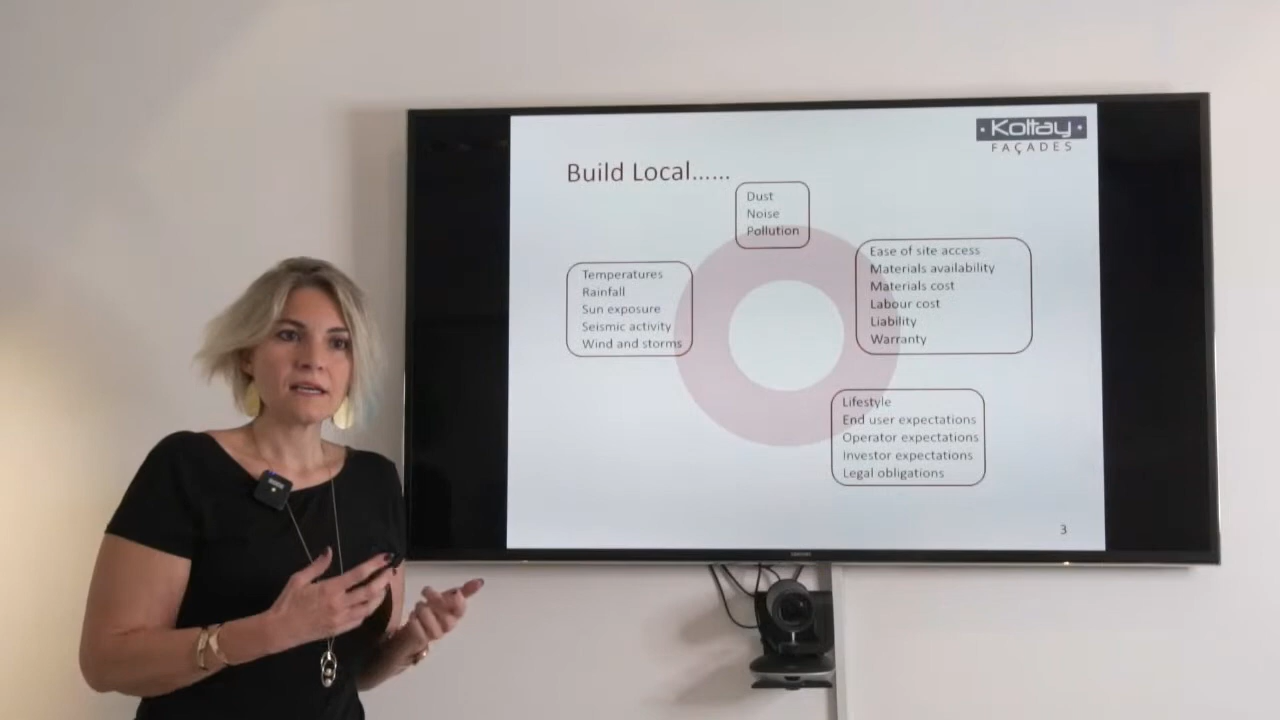 Koltay
FAÇADES
Build Local......
Dust
Noise
Pollution
Temperatures
Rainfall
Sun exposure
Seismic activity
Wind and storms
Ease of site access
Materials availability
Materials cost
Labour cost
Liability
Warranty
Lifestyle
End user expectations
Operator expectations
Investor expectations
Legal obligations
3